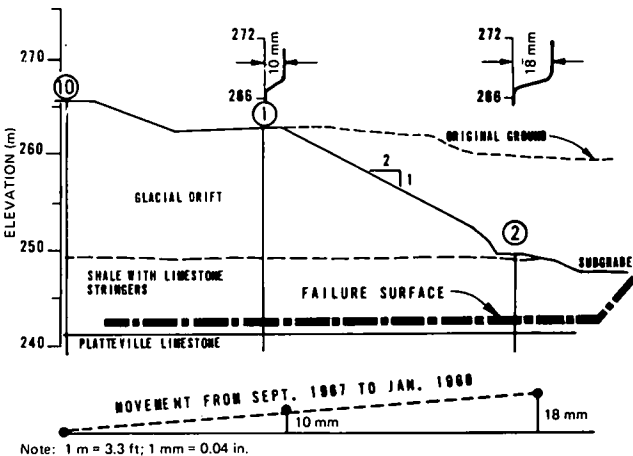 272
10 mm
266
272
18 mm
266
270
10
1
ORIGINAL GROUND
260
ELEVATION (m)
2
1
GLACIAL DRIFT
2
250
SUBGRADE
SHALE WITH LIMESTONE
STRINGERS
FAILURE SURFACE
240
PLATTEVILLE LIMESTONE
MOVEMENT FROM SEPT. 1967 TO JAN. 1968
10 mm
18 mm
Note: 1 m = 3.3 ft; 1 mm = 0.04 in.